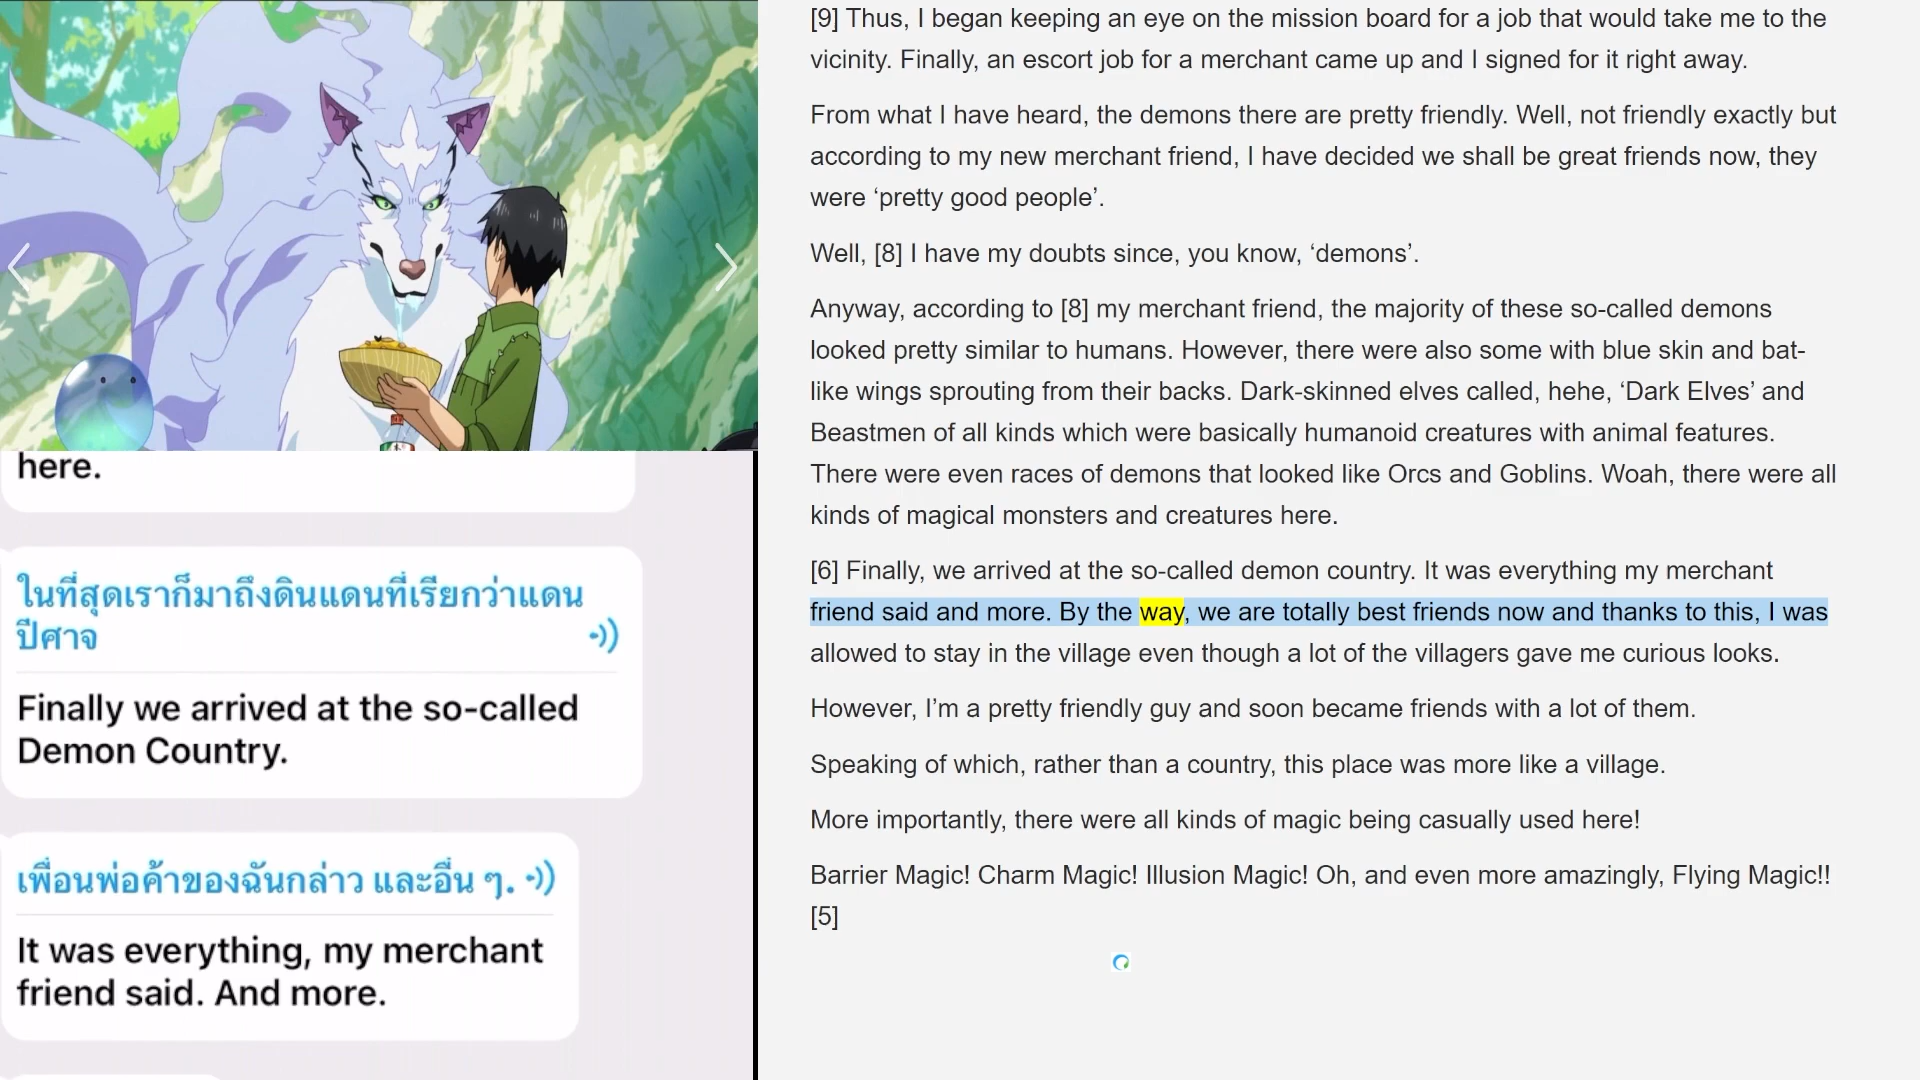 here.
ในที่สุดเราก็มาถึงดินแดนที่เรียกว่าแดน
ปีศาจ
Finally we arrived at the so-called
Demon Country.
เพื่อนพ่อค้าของฉันกล่าว และอื่น ๆ.
It was everything, my merchant
friend said. And more.
[9] Thus, I began keeping an eye on the mission board for a job that would take me to the
vicinity. Finally, an escort job for a merchant came up and I signed for it right away.
From what I have heard, the demons there are pretty friendly. Well, not friendly exactly but
according to my new merchant friend, I have decided we shall be great friends now, they
were ‘pretty good people’.
Well, [8] I have my doubts since, you know, ‘demons’.
Anyway, according to [8] my merchant friend, the majority of these so-called demons
looked pretty similar to humans. However, there were also some with blue skin and bat-
like wings sprouting from their backs. Dark-skinned elves called, hehe, ‘Dark Elves’ and
Beastmen of all kinds which were basically humanoid creatures with animal features.
There were even races of demons that looked like Orcs and Goblins. Woah, there were all
kinds of magical monsters and creatures here.
[6] Finally, we arrived at the so-called demon country. It was everything my merchant
friend said and more. By the way, we are totally best friends now and thanks to this, I was
allowed to stay in the village even though a lot of the villagers gave me curious looks.
However, I’m a pretty friendly guy and soon became friends with a lot of them.
Speaking of which, rather than a country, this place was more like a village.
More importantly, there were all kinds of magic being casually used here!
Barrier Magic! Charm Magic! Illusion Magic! Oh, and even more amazingly, Flying Magic!!
[5]